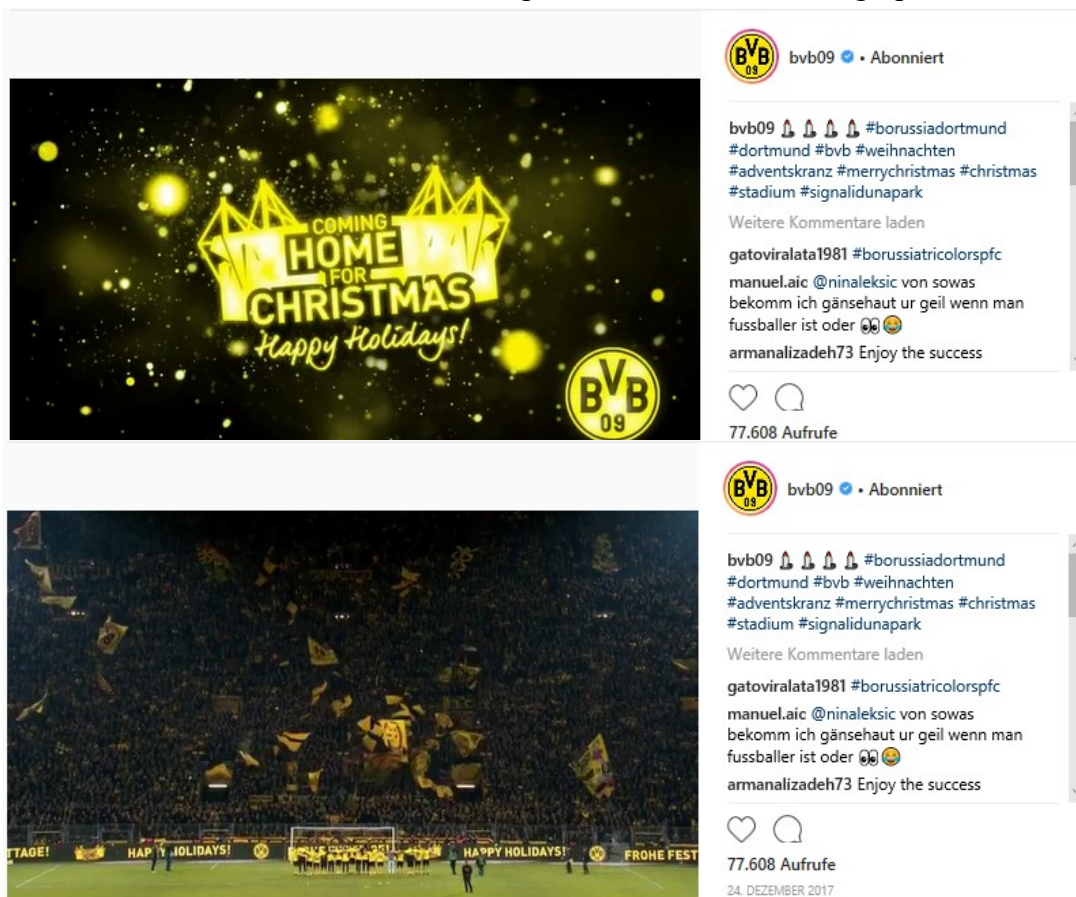 COMING
HOME
FOR
CHRISTMAS
Happy Holidays!
BVB
09
BVB
09
bvb09 • Abonniert
bvb09 #borussiadortmund
#dortmund #bvb #weihnachten
#adventskranz #merrychristmas #christmas
#stadium #signalidunapark
Weitere Kommentare laden
gatoviralata1981 #borussiatricolorspfc
manuel.aic @ninaleksic von sowas
bekomm ich gänsehaut ur geil wenn man
fussballer ist oder 👀😂
armanalizadeh73 Enjoy the success
77.608 Aufrufe
TTAGE!
HAPPY HOLIDAYS!
HAPPY HOLIDAYS!
FROHE FEST
BVB
09
bvb09 • Abonniert
bvb09 #borussiadortmund
#dortmund #bvb #weihnachten
#adventskranz #merrychristmas #christmas
#stadium #signalidunapark
Weitere Kommentare laden
gatoviralata1981 #borussiatricolorspfc
manuel.aic @ninaleksic von sowas
bekomm ich gänsehaut ur geil wenn man
fussballer ist oder 👀😂
armanalizadeh73 Enjoy the success
77.608 Aufrufe
24. DEZEMBER 2017